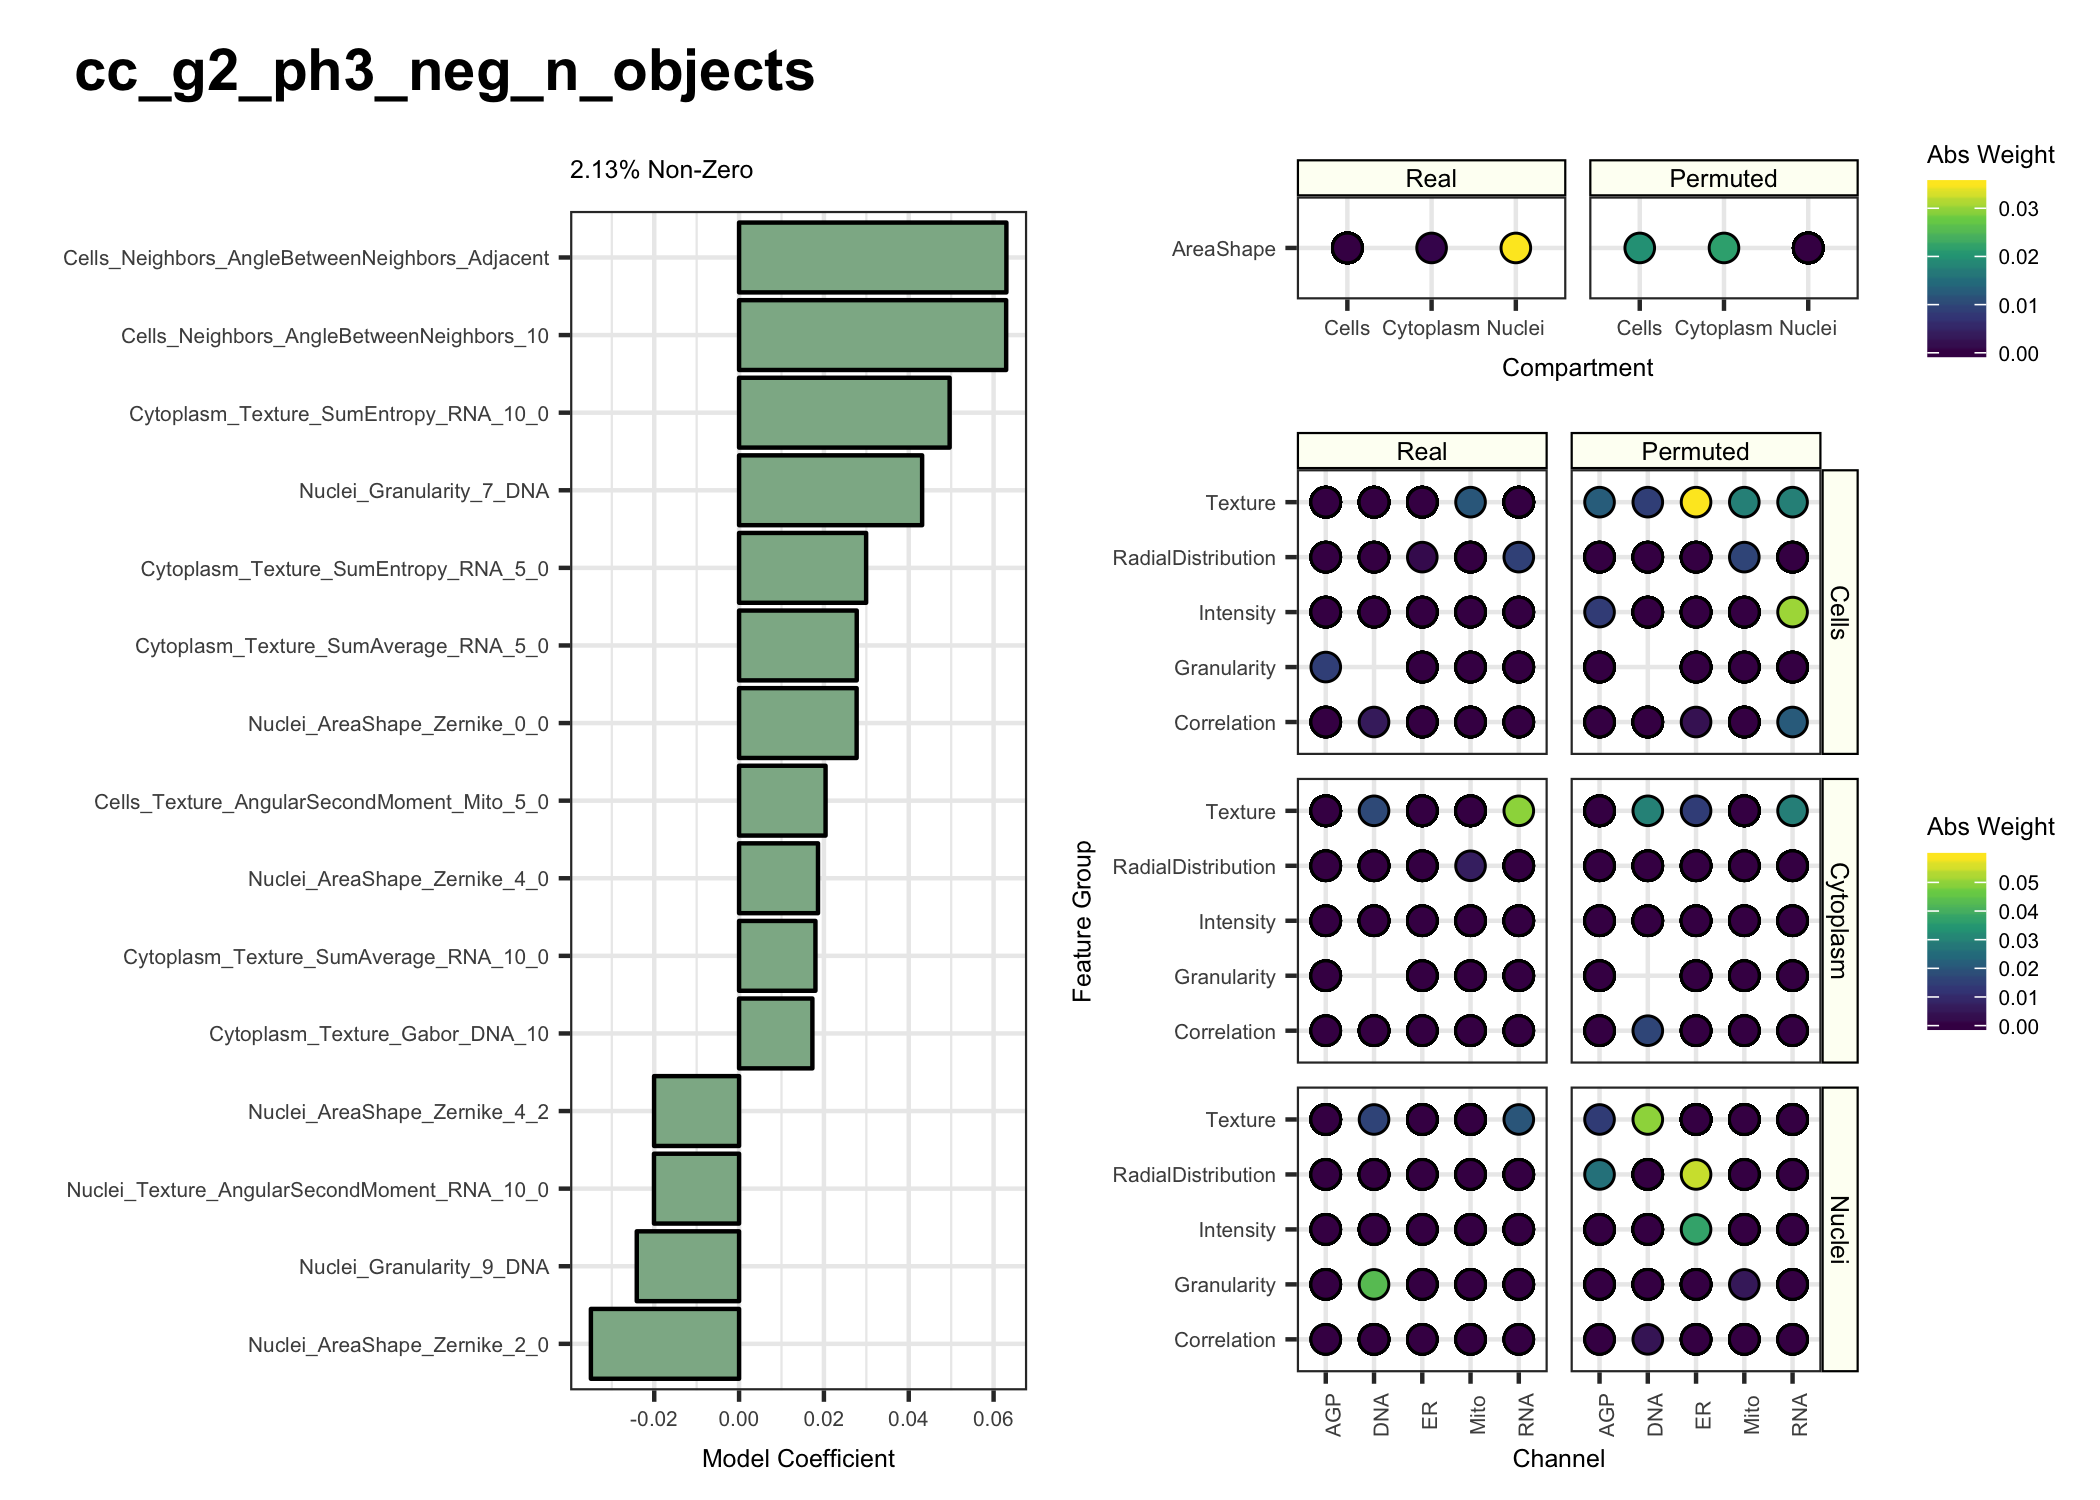 cc_g2_ph3_neg_n_objects
2.13% Non-Zero
Cells_Neighbors_AngleBetweenNeighbors_Adjacent
Cells_Neighbors_AngleBetweenNeighbors_10
Cytoplasm_Texture_SumEntropy_RNA_10_0
Nuclei_Granularity_7_DNA
Cytoplasm_Texture_SumEntropy_RNA_5_0
Cytoplasm_Texture_SumAverage_RNA_5_0
Nuclei_AreaShape_Zernike_0_0
Cells_Texture_AngularSecondMoment_Mito_5_0
Nuclei_AreaShape_Zernike_4_0
Cytoplasm_Texture_SumAverage_RNA_10_0
Cytoplasm_Texture_Gabor_DNA_10
Nuclei_AreaShape_Zernike_4_2
Nuclei_Texture_AngularSecondMoment_RNA_10_0
Nuclei_Granularity_9_DNA
Nuclei_AreaShape_Zernike_2_0
-0.02 0.00 0.02 0.04 0.06
Model Coefficient
Real Permuted
AreaShape
Cells Cytoplasm Nuclei Cells Cytoplasm Nuclei
Compartment
Abs Weight
0.03
0.02
0.01
0.00
Real Permuted
Feature Group
Texture
RadialDistribution
Intensity
Granularity
Correlation
Cells
Texture
RadialDistribution
Intensity
Granularity
Correlation
Cytoplasm
Texture
RadialDistribution
Intensity
Granularity
Correlation
Nuclei
AGP DNA ER Mito RNA AGP DNA ER Mito RNA
Channel
Abs Weight
0.05
0.04
0.03
0.02
0.01
0.00